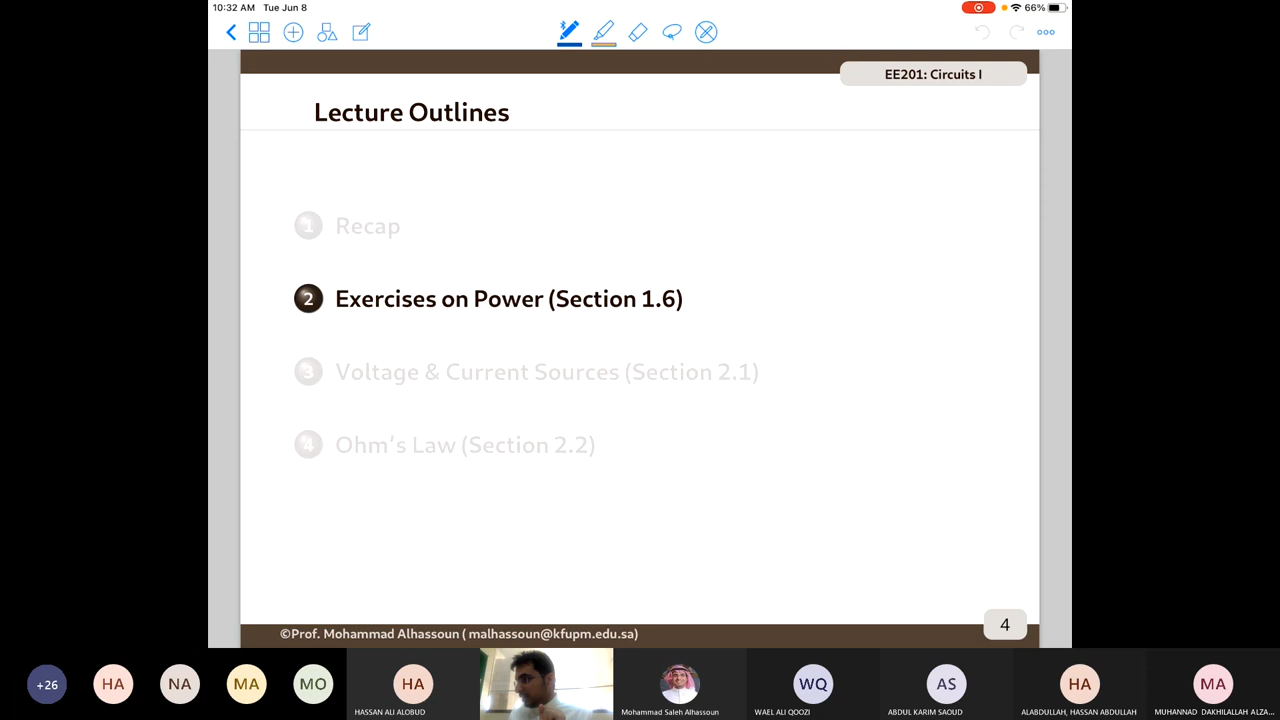 10:32 AM Tue Jun 8
66%
EE201: Circuits I
Lecture Outlines
1 Recap
2 Exercises on Power (Section 1.6)
3 Voltage & Current Sources (Section 2.1)
4 Ohm's Law (Section 2.2)
©Prof. Mohammad Alhassoun ( malhassoun@kfupm.edu.sa)
4
+26
HA
NA
MA
MO
HA
WQ
AS
HA
MA
HASSAN ALI ALOBUD
Mohammad Saleh Alhassoun
WAEL ALI QOOZI
ABDUL KARIM SAOUD
ALABDULLAH, HASSAN ABDULLAH
MUHANNAD DAKHILALLAH ALZA...